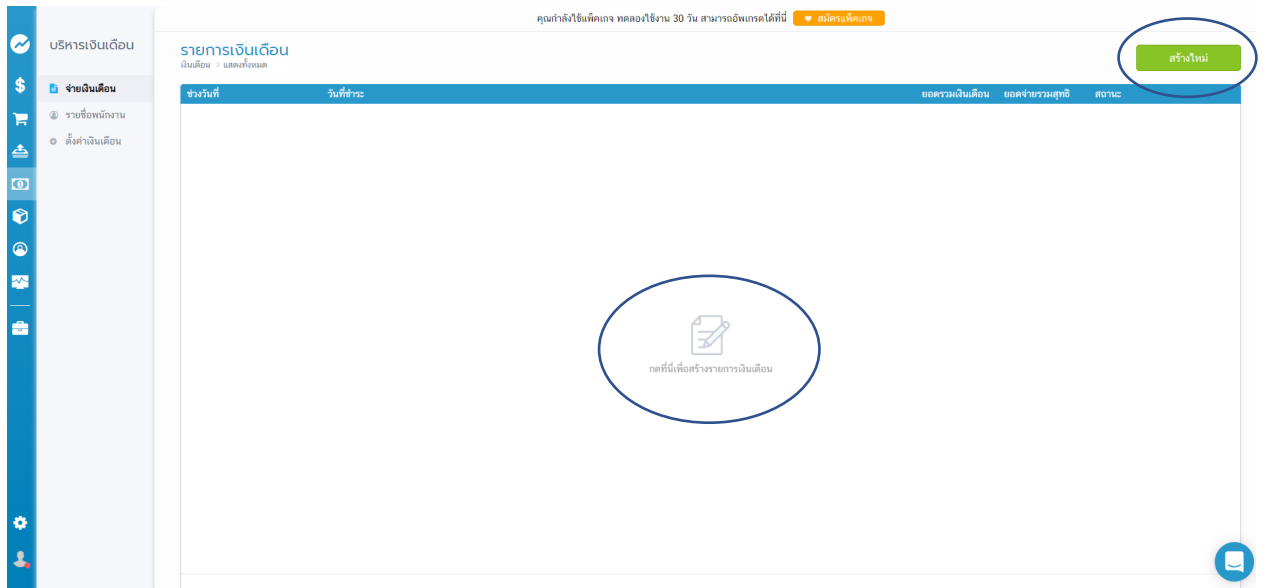 คุณกำลังใช้แพ็คเกจ ทดลองใช้งาน 30 วัน สามารถอัพเกรดได้ที่นี่ สมัครแพ็คเกจ
บริหารเงินเดือน
รายการเงินเดือน
เงินเดือน > แสดงทั้งหมด
สร้างใหม่
จ่ายเงินเดือน
รายชื่อพนักงาน
ตั้งค่าเงินเดือน
ช่วงวันที่ วันที่ชำระ ยอดรวมเงินเดือน ยอดจ่ายรวมสุทธิ สถานะ
กดที่นี่เพื่อสร้างรายการเงินเดือน